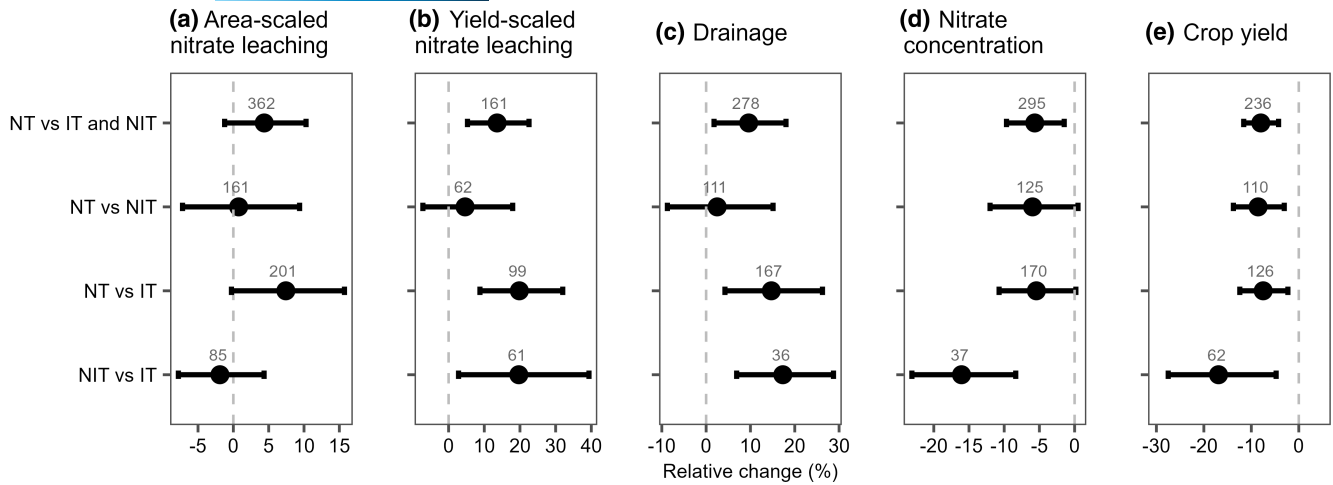 (a) Area-scaled
nitrate leaching
(b) Yield-scaled
nitrate leaching
(c) Drainage
(d) Nitrate
concentration
(e) Crop yield
NT vs IT and NIT
362
161
278
295
236
NT vs NIT
161
62
111
125
110
NT vs IT
201
99
167
170
126
NIT vs IT
85
61
36
37
62
-5 0 5 10 15
0 10 20 30 40
-10 0 10 20 30
-20 -15 -10 -5 0
-30 -20 -10 0
Relative change (%)